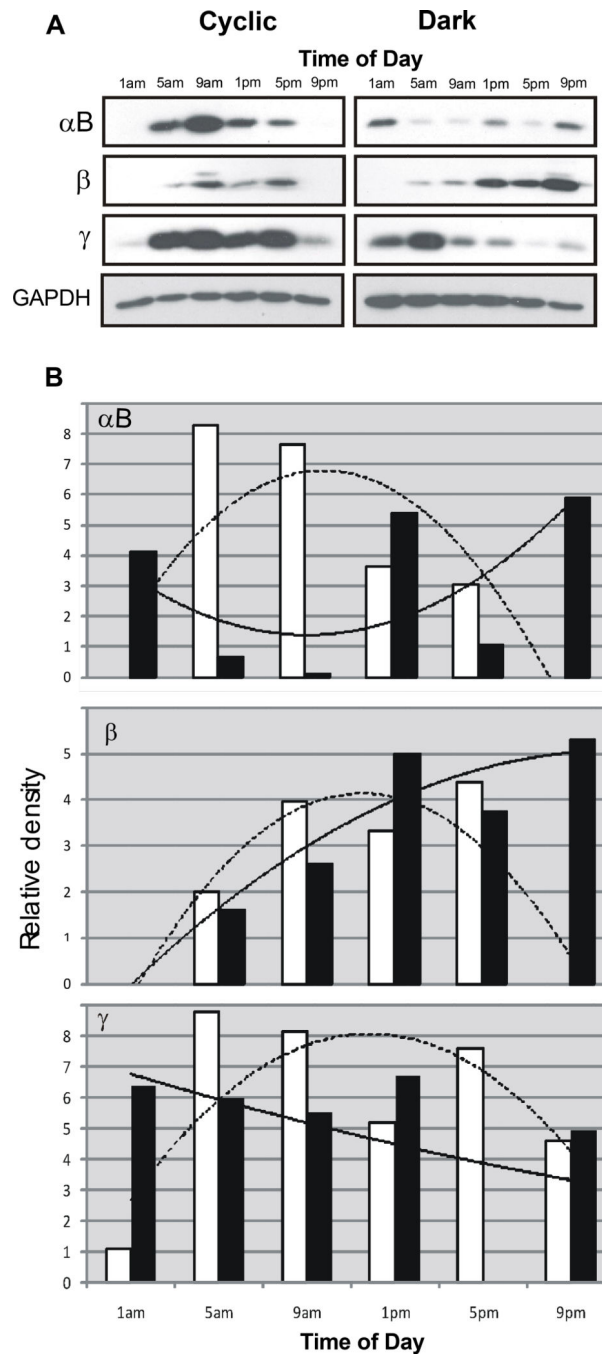 A Cyclic Dark
Time of Day
1am 5am 9am 1pm 5pm 9pm 1am 5am 9am 1pm 5pm 9pm
αB
β
γ
GAPDH
B
αB
8
7
6
5
4
3
2
1
0
β
5
4
3
2
1
0
Relative density
γ
8
7
6
5
4
3
2
1
0
1am 5am 9am 1pm 5pm 9pm
Time of Day